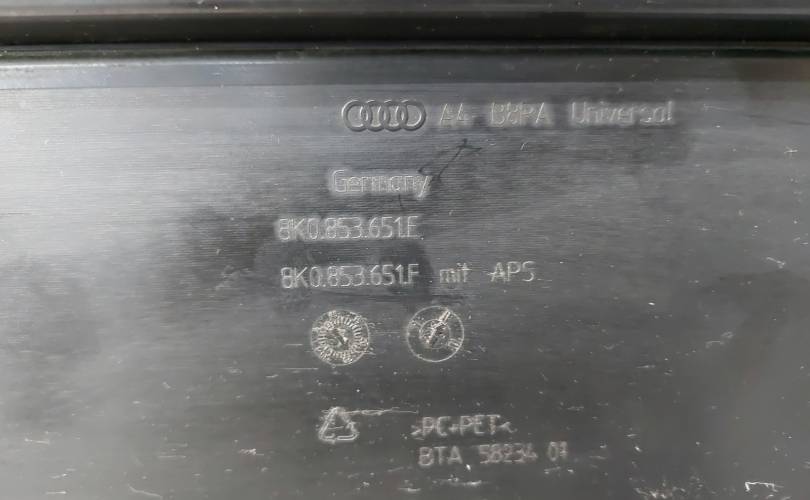 A4 B8PA Universal
Germany
8K0.853.651.E
8K0.853.651.F mit APS
>PC+PET<
BTA 58234 01